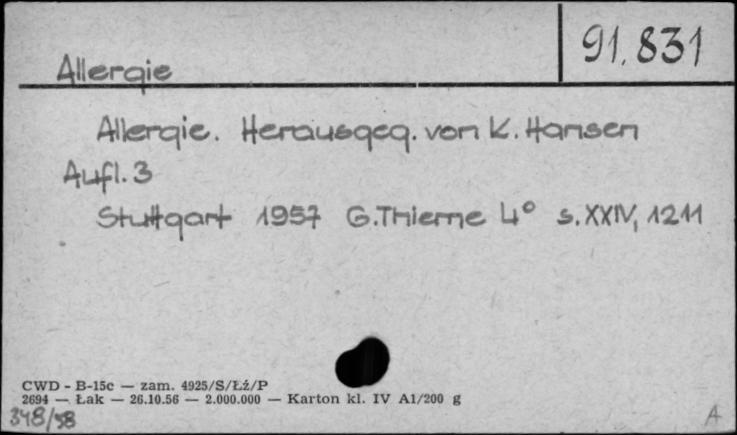 Allergie
91.831
Allergie. Herausgeg. von K. Hansen
Aufl. 3
Stuttgart 1957 G. Thieme 4° s. XXIV, 1211
CWD - B-15c — zam. 4925/S/Łź/P
2694 — Łak — 26.10.56 — 2.000.000 — Karton kl. IV A1/200 g
348/58
A